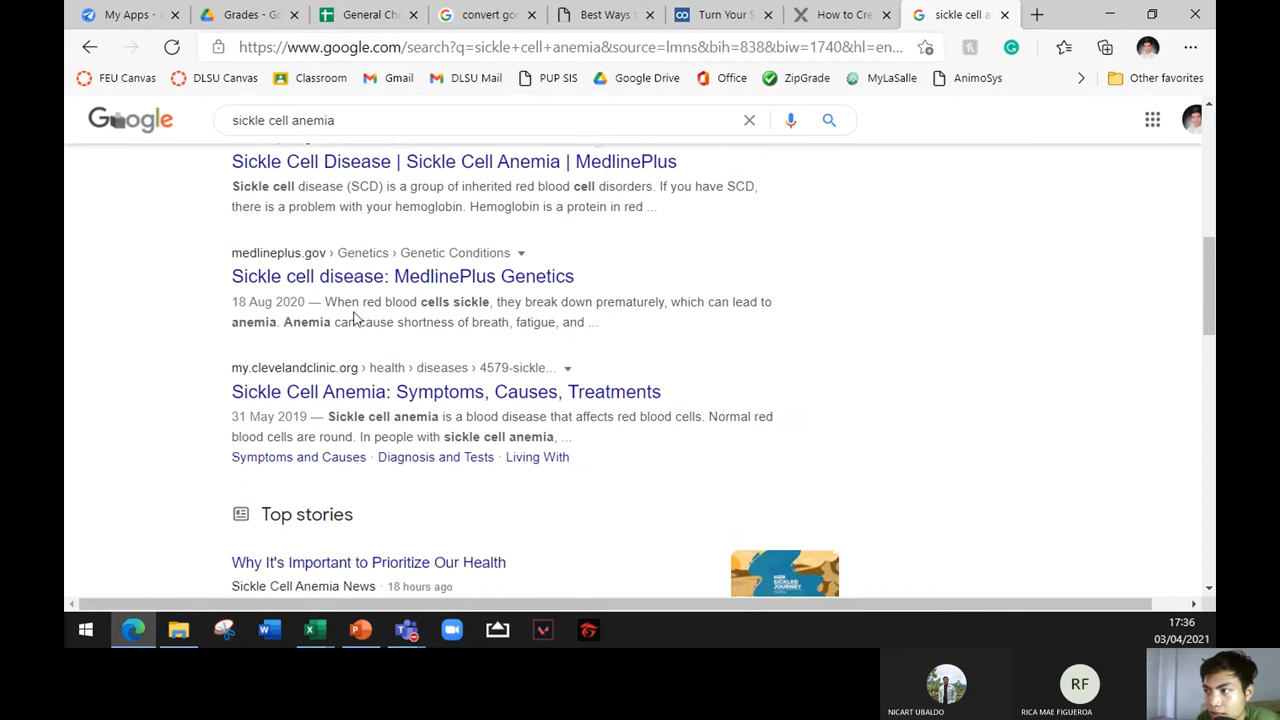 My Apps -
Grades - Go
General Che
convert goo
Best Ways t
Turn Your S
How to Cre
sickle cell a
https://www.google.com/search?q=sickle+cell+anemia&source=lmns&bih=838&biw=1740&hl=en...
FEU Canvas
DLSU Canvas
Classroom
Gmail
DLSU Mail
PUP SIS
Google Drive
Office
ZipGrade
MyLaSalle
AnimoSys
Other favorites
Google
sickle cell anemia
Sickle Cell Disease | Sickle Cell Anemia | MedlinePlus
Sickle cell disease (SCD) is a group of inherited red blood cell disorders. If you have SCD,
there is a problem with your hemoglobin. Hemoglobin is a protein in red ...
medlineplus.gov › Genetics › Genetic Conditions
Sickle cell disease: MedlinePlus Genetics
18 Aug 2020 — When red blood cells sickle, they break down prematurely, which can lead to
anemia. Anemia can cause shortness of breath, fatigue, and ...
my.clevelandclinic.org › health › diseases › 4579-sickle...
Sickle Cell Anemia: Symptoms, Causes, Treatments
31 May 2019 — Sickle cell anemia is a blood disease that affects red blood cells. Normal red
blood cells are round. In people with sickle cell anemia, ...
Symptoms and Causes · Diagnosis and Tests · Living With
Top stories
Why It's Important to Prioritize Our Health
Sickle Cell Anemia News · 18 hours ago
17:36
03/04/2021
RF
NICART UBALDO
RICA MAE FIGUEROA